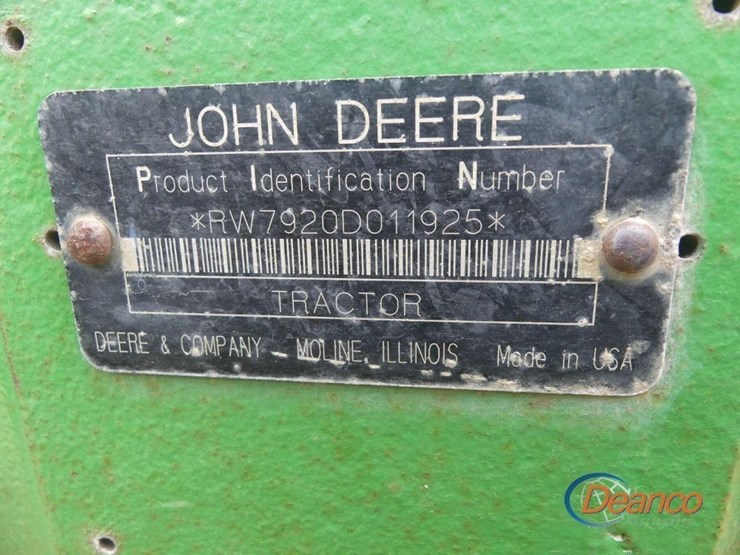 JOHN DEERE
Product Identification Number
*RW7920D011925*
TRACTOR
DEERE & COMPANY MOLINE, ILLINOIS Made in USA
Deanco